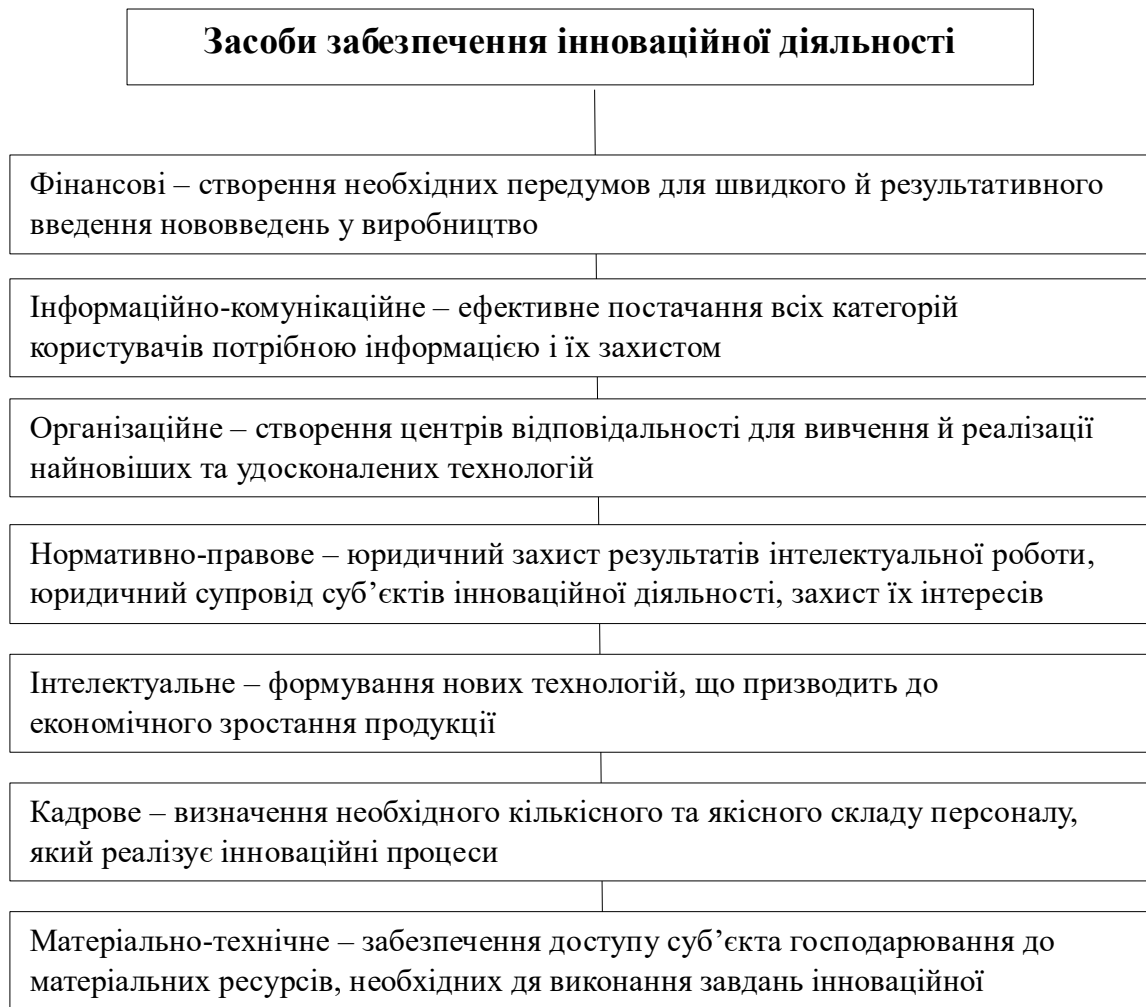 Засоби забезпечення інноваційної діяльності
Фінансові – створення необхідних передумов для швидкого й результативного
введення нововведень у виробництво
Інформаційно-комунікаційне – ефективне постачання всіх категорій
користувачів потрібною інформацією і їх захистом
Організаційне – створення центрів відповідальності для вивчення й реалізації
найновіших та удосконалених технологій
Нормативно-правове – юридичний захист результатів інтелектуальної роботи,
юридичний супровід суб’єктів інноваційної діяльності, захист їх інтересів
Інтелектуальне – формування нових технологій, що призводить до
економічного зростання продукції
Кадрове – визначення необхідного кількісного та якісного складу персоналу,
який реалізує інноваційні процеси
Матеріально-технічне – забезпечення доступу суб’єкта господарювання до
матеріальних ресурсів, необхідних дя виконання завдань інноваційної